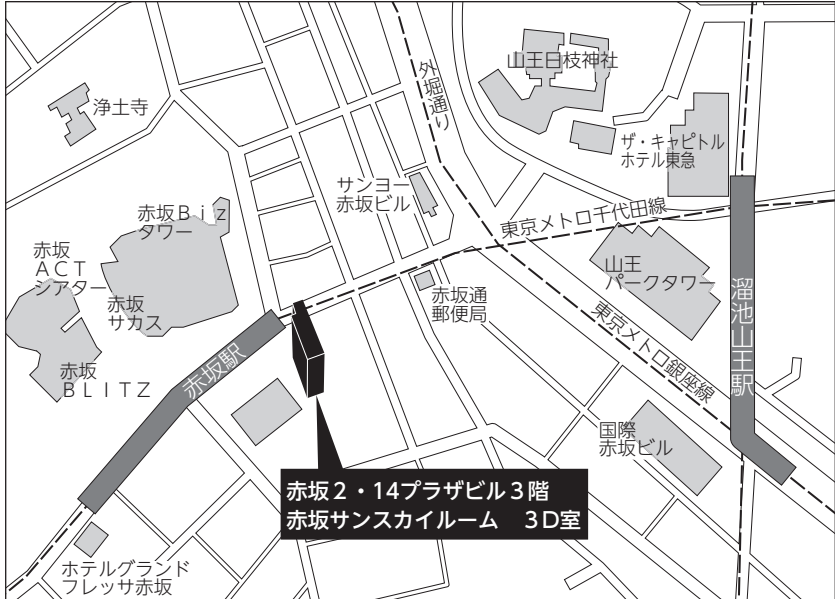 山王日枝神社
外堀通り
浄土寺
ザ・キャピトル
ホテル東急
サンヨー
赤坂ビル
赤坂Ｂｉｚ
タワー
東京メトロ千代田線
赤坂
ＡＣＴ
シアター
山王
パークタワー
赤坂
サカス
赤坂通
郵便局
溜池山王駅
東京メトロ銀座線
赤坂駅
赤坂
ＢＬＩＴＺ
国際
赤坂ビル
赤坂２・14プラザビル３階
赤坂サンスカイルーム　３Ｄ室
ホテルグランド
フレッサ赤坂